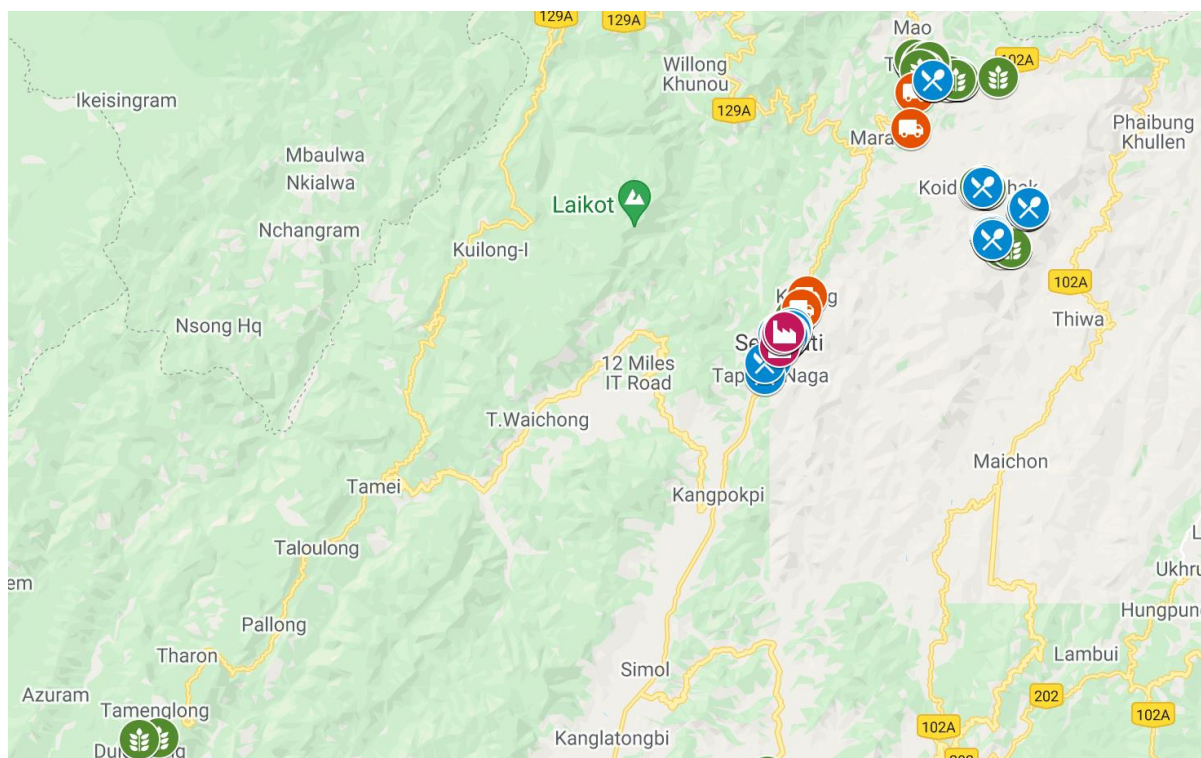 129A
129A
Mao
Willong
Khunou
102A
Ikeisingram
129A
Phaibung
Khullen
Mbaulwa
Nkialwa
Laikot
Nchangram
Kuilong-I
102A
Nsong Hq
Thiwa
12 Miles
IT Road
T.Waichong
Maichon
Tamei
Kangpokpi
Taloulong
Pallong
Hungpun
Tharon
Simol
Lambui
Azuram
Tamenglong
202
102A
102A
Kanglatongbi